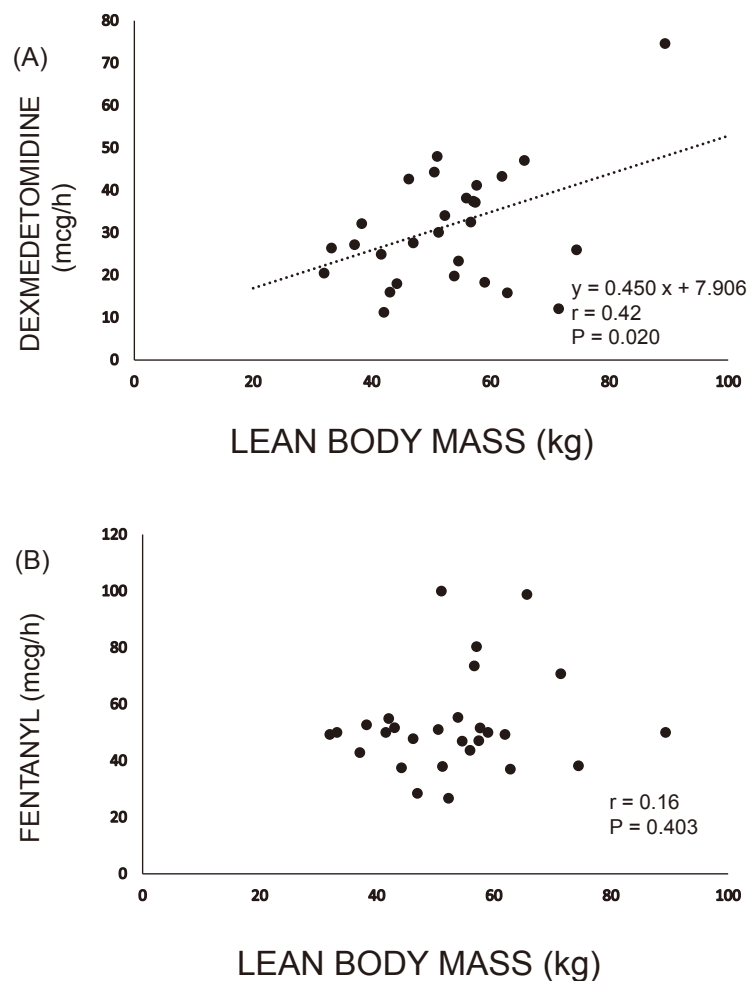 (A)
DEXMEDETOMIDINE
(mcg/h)
80
70
60
50
40
30
20
10
0
0 20 40 60 80 100
y = 0.450 x + 7.906
r = 0.42
P = 0.020
LEAN BODY MASS (kg)
(B)
FENTANYL (mcg/h)
120
100
80
60
40
20
0
0 20 40 60 80 100
r = 0.16
P = 0.403
LEAN BODY MASS (kg)